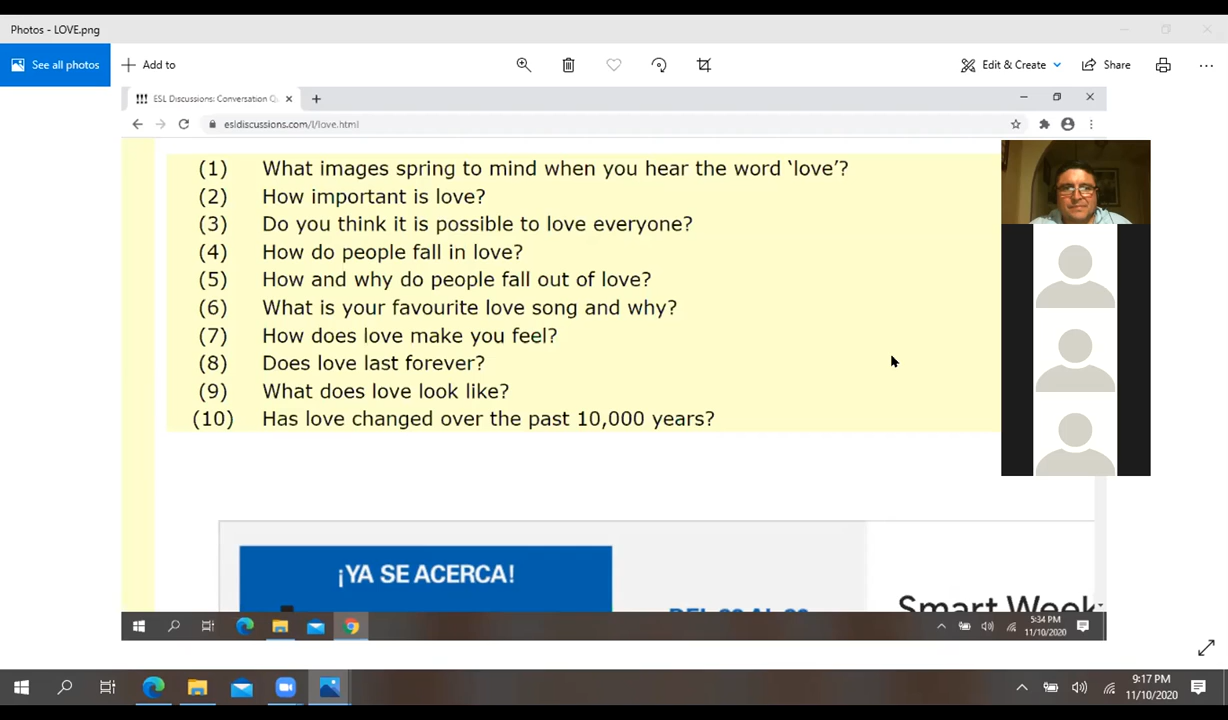 Photos - LOVE.png
See all photos
Add to
Edit & Create
Share
ESL Discussions: Conversation Q
esldiscussions.com/l/love.html
(1) What images spring to mind when you hear the word ‘love’?
(2) How important is love?
(3) Do you think it is possible to love everyone?
(4) How do people fall in love?
(5) How and why do people fall out of love?
(6) What is your favourite love song and why?
(7) How does love make you feel?
(8) Does love last forever?
(9) What does love look like?
(10) Has love changed over the past 10,000 years?
¡YA SE ACERCA!
Smart Week
5:34 PM
11/10/2020
9:17 PM
11/10/2020